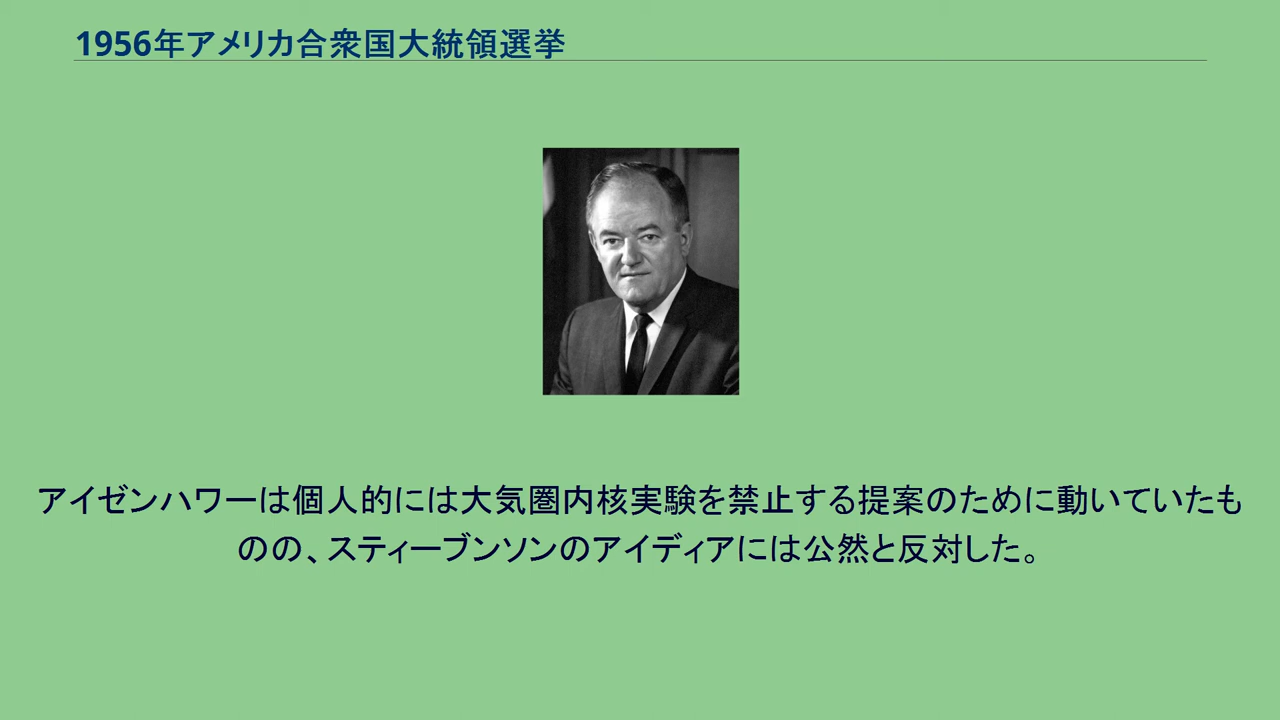 1956年アメリカ合衆国大統領選挙
アイゼンハワーは個人的には大気圏内核実験を禁止する提案のために動いていたも
のの、スティーブンソンのアイディアには公然と反対した。